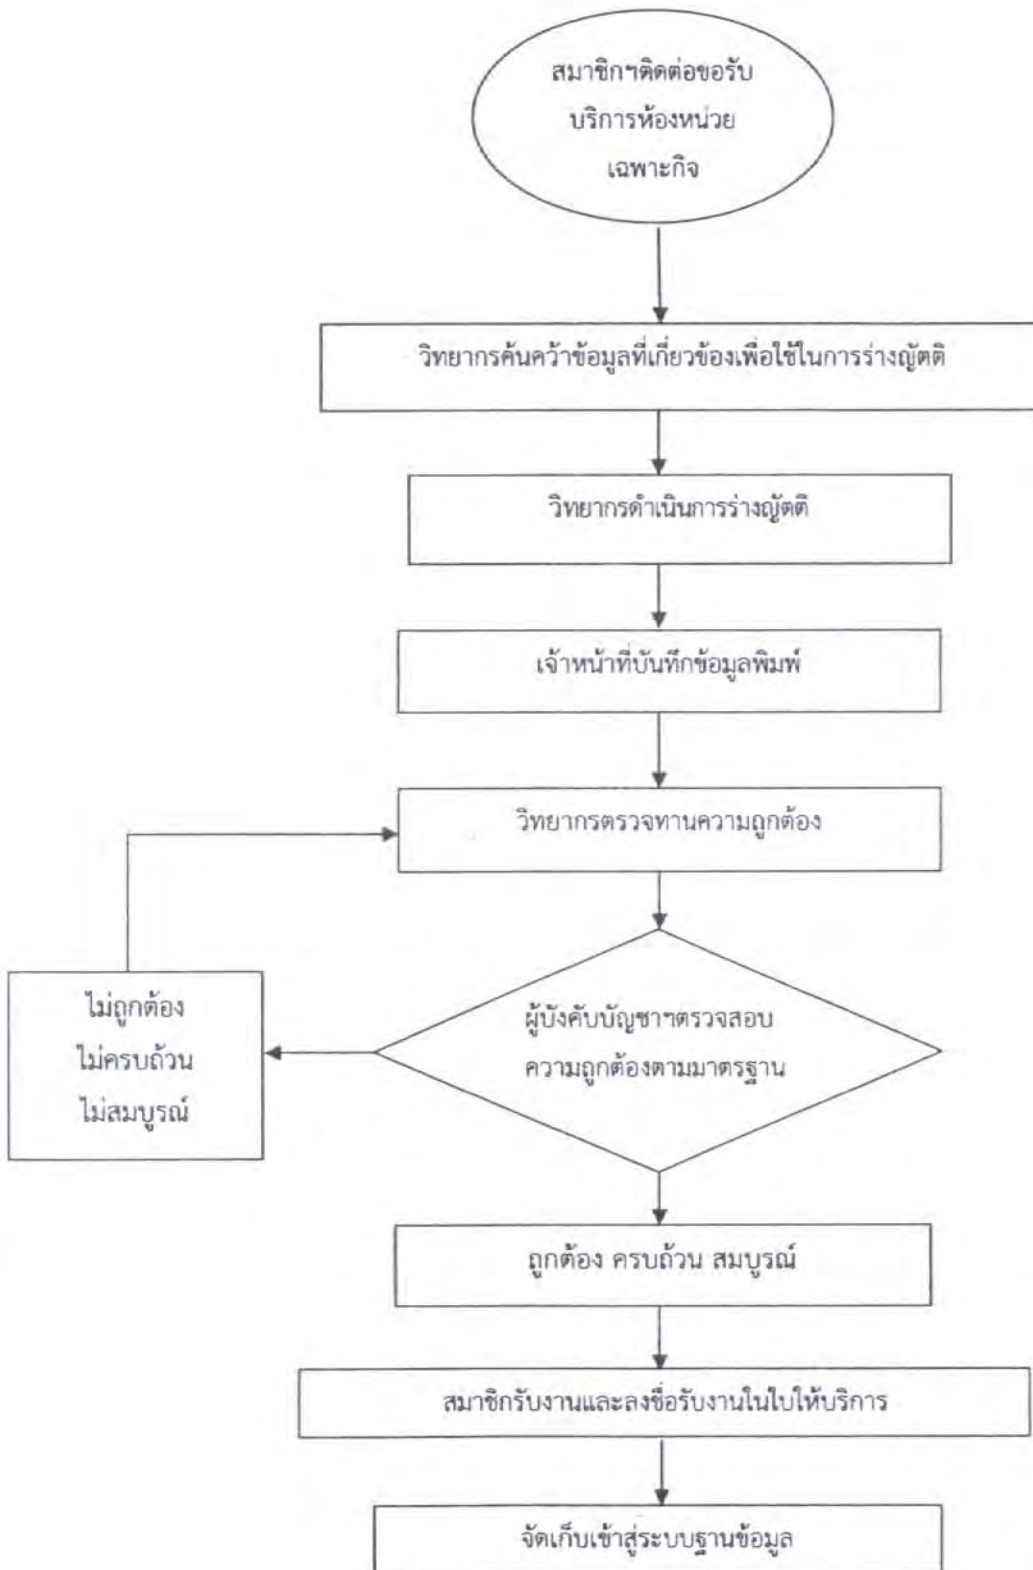 สมาชิกฯติดต่อขอรับ
บริการห้องหน่วย
เฉพาะกิจ
วิทยากรค้นคว้าข้อมูลที่เกี่ยวข้องเพื่อใช้ในการร่างญัตติ
วิทยากรดำเนินการร่างญัตติ
เจ้าหน้าที่บันทึกข้อมูลพิมพ์
วิทยากรตรวจทานความถูกต้อง
ผู้บังคับบัญชาฯตรวจสอบ
ความถูกต้องตามมาตรฐาน
ไม่ถูกต้อง
ไม่ครบถ้วน
ไม่สมบูรณ์
ถูกต้อง ครบถ้วน สมบูรณ์
สมาชิกรับงานและลงชื่อรับงานในใบให้บริการ
จัดเก็บเข้าสู่ระบบฐานข้อมูล